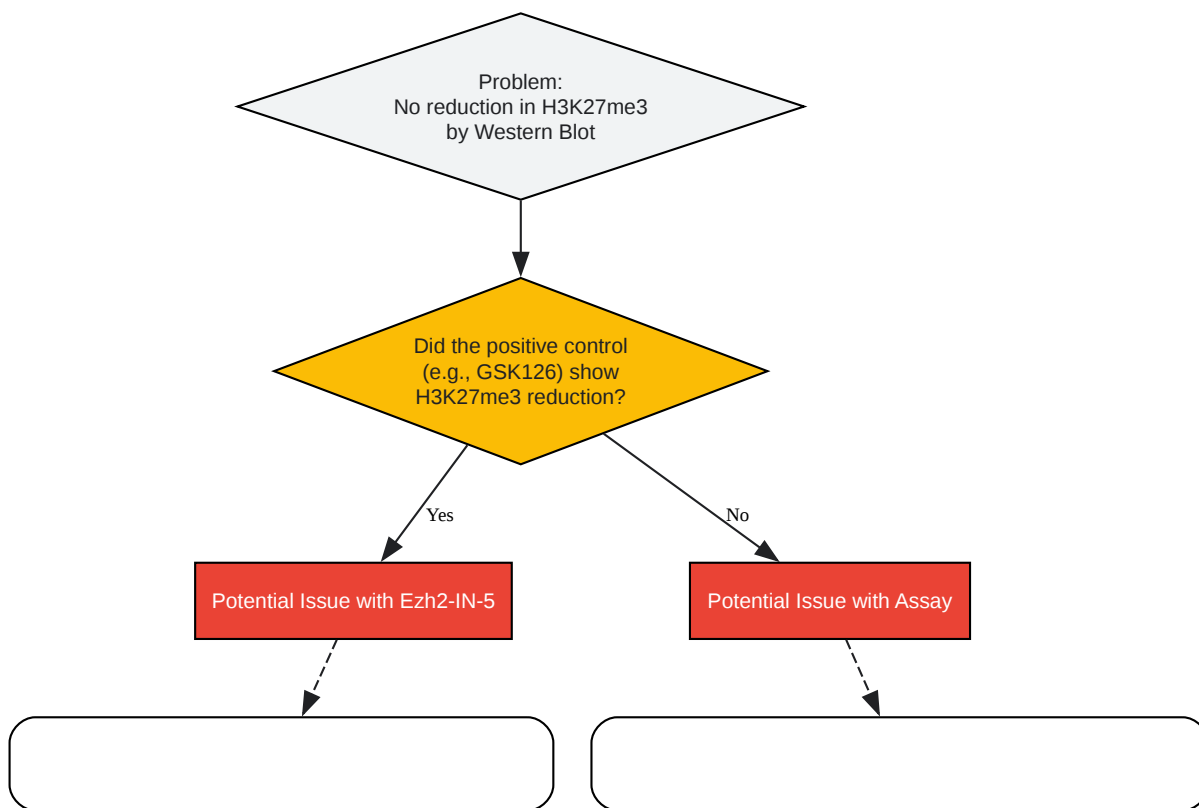 Problem:
No reduction in H3K27me3
by Western Blot
Did the positive control
(e.g., GSK126) show
H3K27me3 reduction?
Yes
No
Potential Issue with Ezh2-IN-5
Potential Issue with Assay